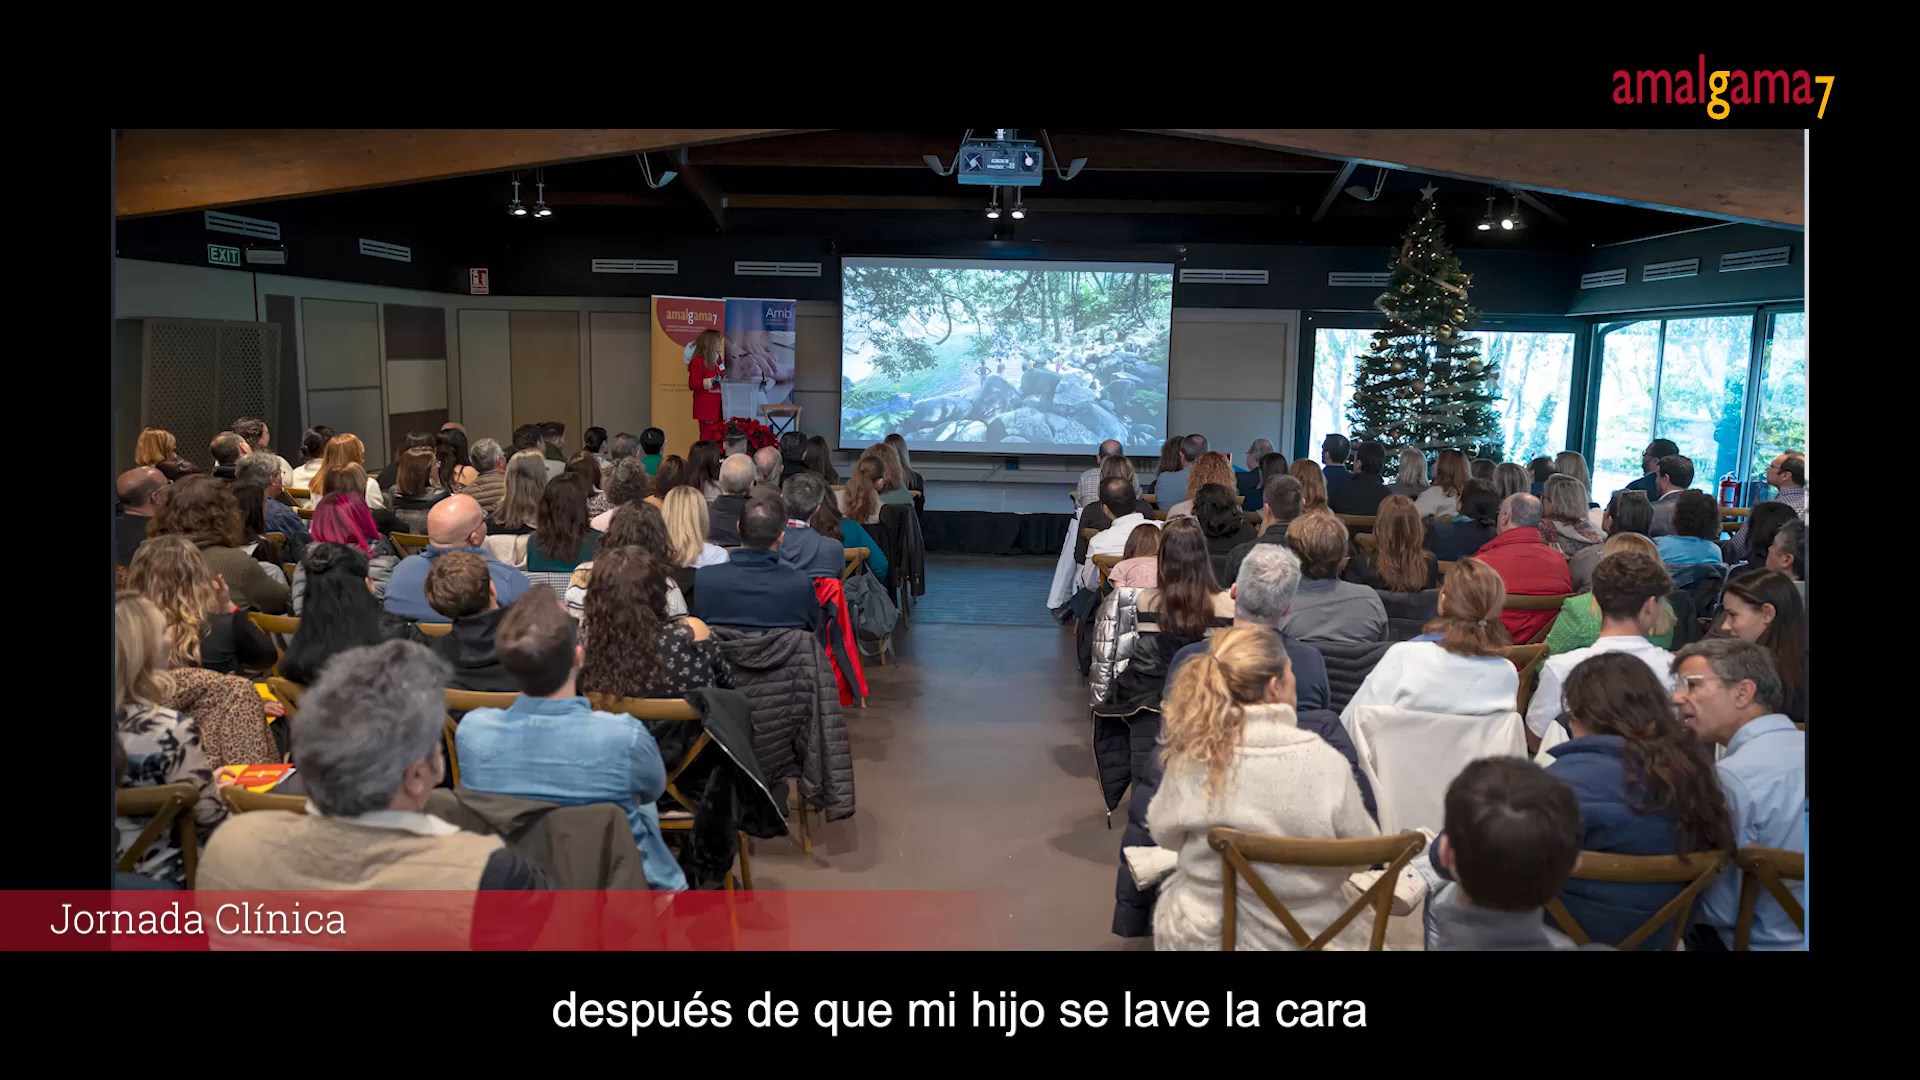 amalgama7
EXIT
amalgama7
Amb
Jornada Clínica
después de que mi hijo se lave la cara